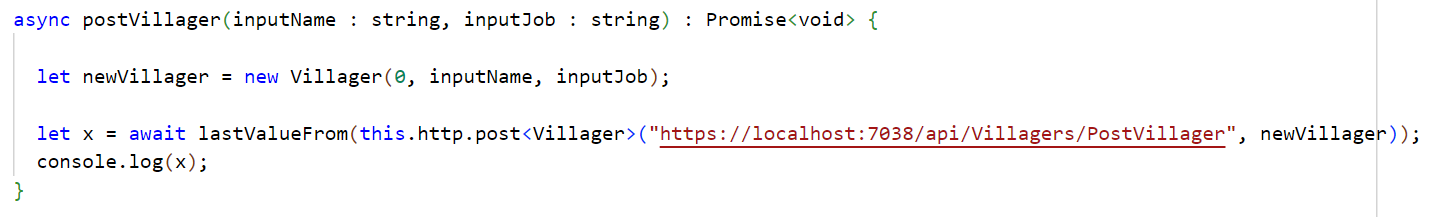 async postVillager(inputName : string, inputJob : string) : Promise<void> {
let newVillager = new Villager(0, inputName, inputJob);
let x = await lastValueFrom(this.http.post<Villager>("https://localhost:7038/api/Villagers/PostVillager", newVillager));
console.log(x);
}